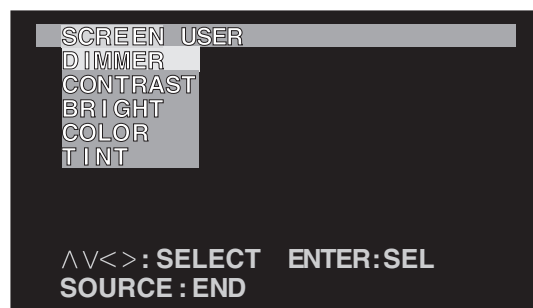 SCREEN USER
DIMMER
CONTRAST
BRIGHT
COLOR
TINT
∧∨<>:SELECT ENTER:SEL
SOURCE:END